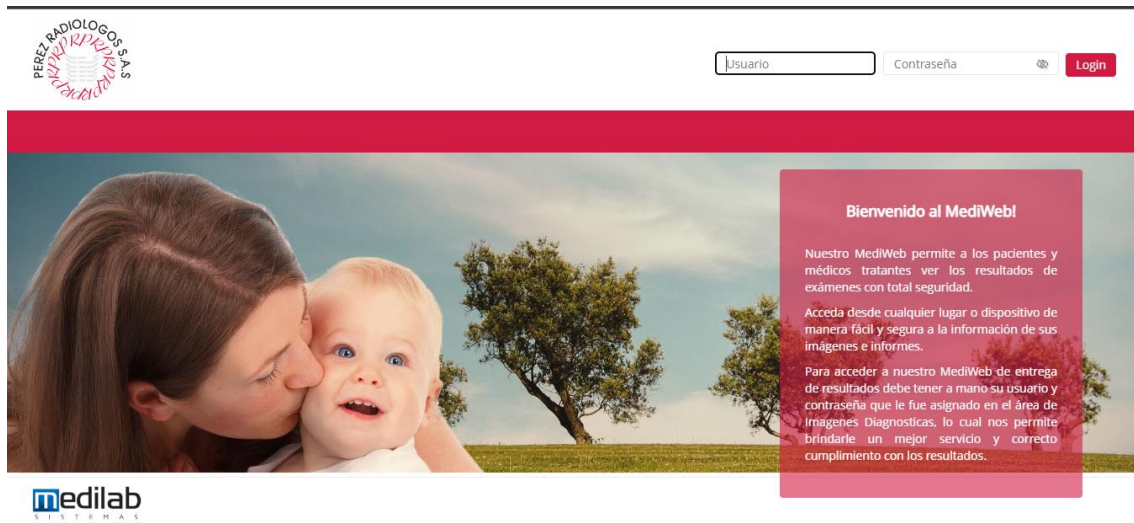 PEREZ RADIOLOGOS S.A.S
Usuario
Contraseña
Login
Bienvenido al MediWeb!
Nuestro MediWeb permite a los pacientes y
médicos tratantes ver los resultados de
exámenes con total seguridad.
Acceda desde cualquier lugar o dispositivo de
manera fácil y segura a la información de sus
imágenes e informes.
Para acceder a nuestro MediWeb de entrega
de resultados debe tener a mano su usuario y
contraseña que le fue asignado en el área de
Imagenes Diagnosticas, lo cual nos permite
brindarle un mejor servicio y correcto
cumplimiento con los resultados.
medilab
SISTEMAS